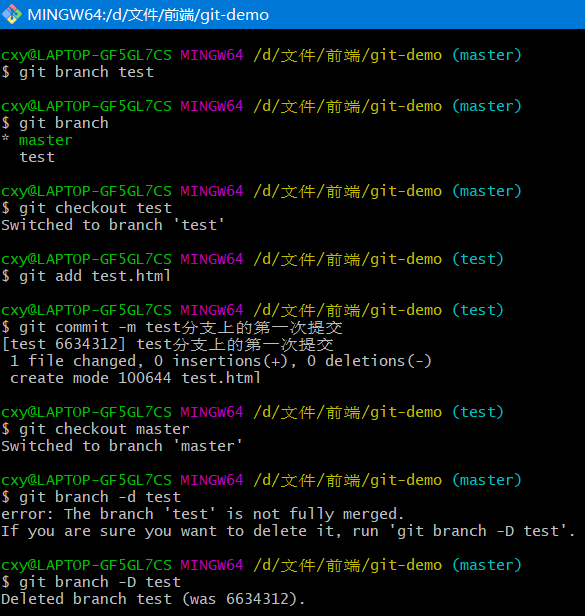 MINGW64:/d/文件/前端/git-demo
cxy@LAPTOP-GF5GL7CS MINGW64 /d/文件/前端/git-demo (master)
$ git branch test
cxy@LAPTOP-GF5GL7CS MINGW64 /d/文件/前端/git-demo (master)
$ git branch
* master
  test
cxy@LAPTOP-GF5GL7CS MINGW64 /d/文件/前端/git-demo (master)
$ git checkout test
Switched to branch 'test'
cxy@LAPTOP-GF5GL7CS MINGW64 /d/文件/前端/git-demo (test)
$ git add test.html
cxy@LAPTOP-GF5GL7CS MINGW64 /d/文件/前端/git-demo (test)
$ git commit -m test分支上的第一次提交
[test 6634312] test分支上的第一次提交
 1 file changed, 0 insertions(+), 0 deletions(-)
 create mode 100644 test.html
cxy@LAPTOP-GF5GL7CS MINGW64 /d/文件/前端/git-demo (test)
$ git checkout master
Switched to branch 'master'
cxy@LAPTOP-GF5GL7CS MINGW64 /d/文件/前端/git-demo (master)
$ git branch -d test
error: The branch 'test' is not fully merged.
If you are sure you want to delete it, run 'git branch -D test'.
cxy@LAPTOP-GF5GL7CS MINGW64 /d/文件/前端/git-demo (master)
$ git branch -D test
Deleted branch test (was 6634312).